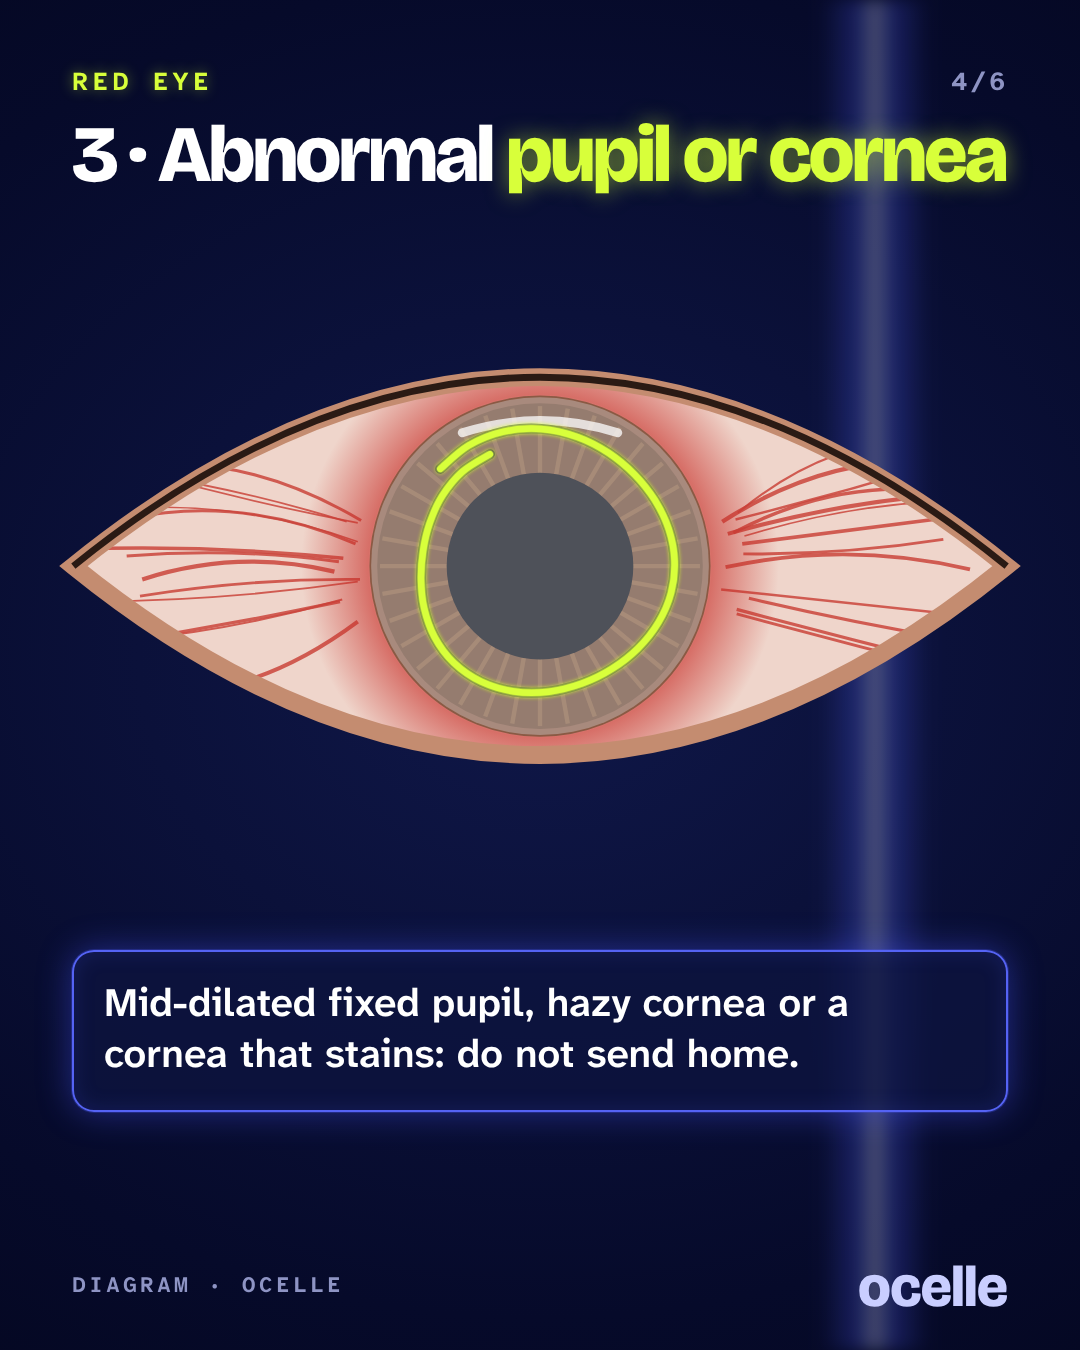 RED EYE
4/6
3 · Abnormal pupil or cornea
Mid-dilated fixed pupil, hazy cornea or a
cornea that stains: do not send home.
DIAGRAM · OCELLE
ocelle